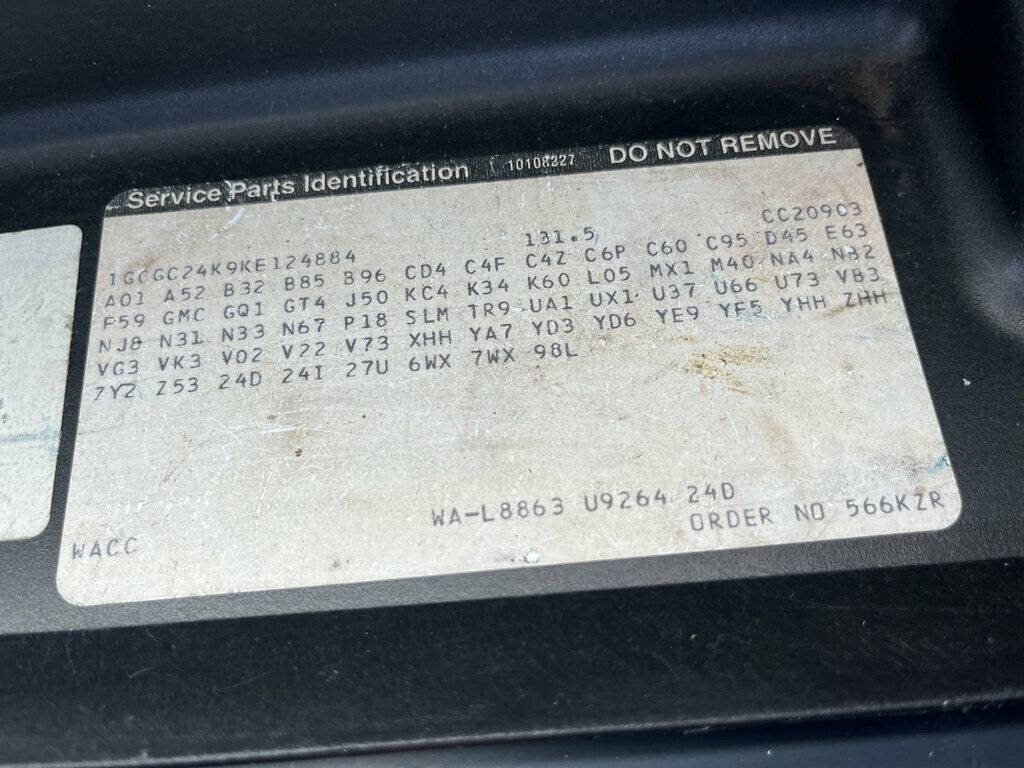 Service Parts Identification 10108227 DO NOT REMOVE
1GCGC24K9KE124884 131.5 CC20903
A01 A52 B32 B85 B96 CD4 C4F C4Z C6P C60 C95 D45 E63
F59 GMC GQ1 GT4 J50 KC4 K34 K60 L05 MX1 M40 NA4 NB2
NJ8 N31 N33 N67 P18 SLM TR9 UA1 UX1 U37 U66 U73 VB3
VG3 VK3 V02 V22 V73 XHH YA7 YD3 YD6 YE9 YF5 YHH ZHH
ZY2 Z53 24D 24I 27U 6WX 7WX 98L
WA-L8863 U9264 24D
WACC ORDER NO 566KZR